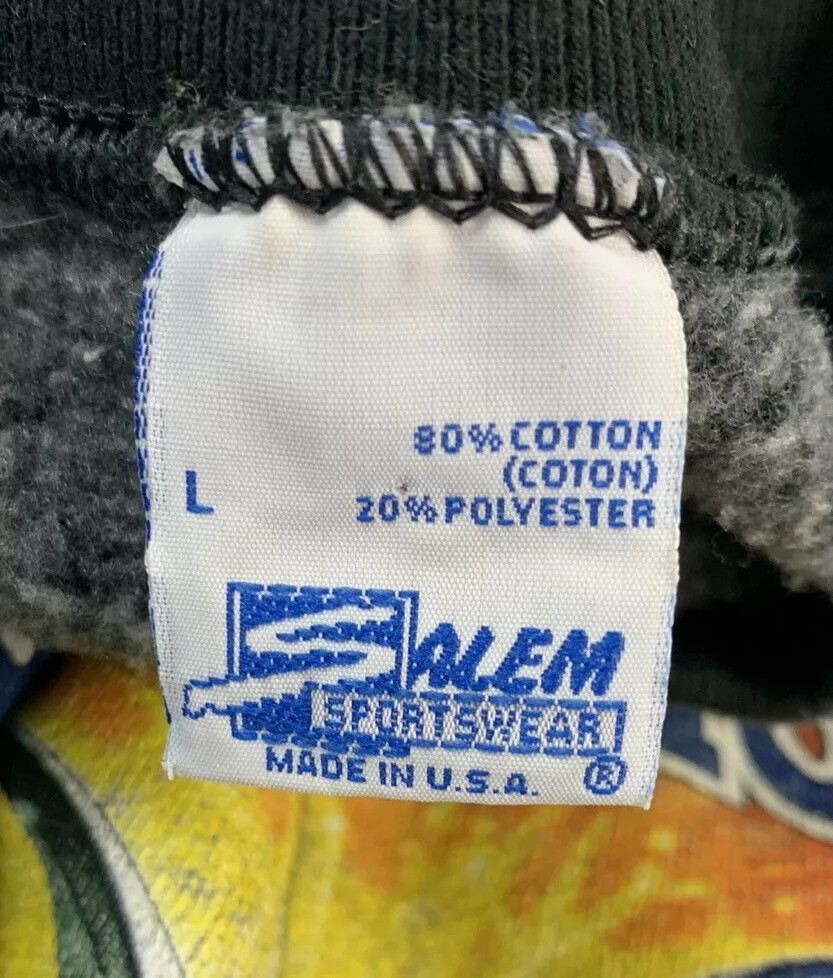 80% COTTON
(COTON)
L
20% POLYESTER
SALEM
SPORTSWEAR
MADE IN U.S.A. ®